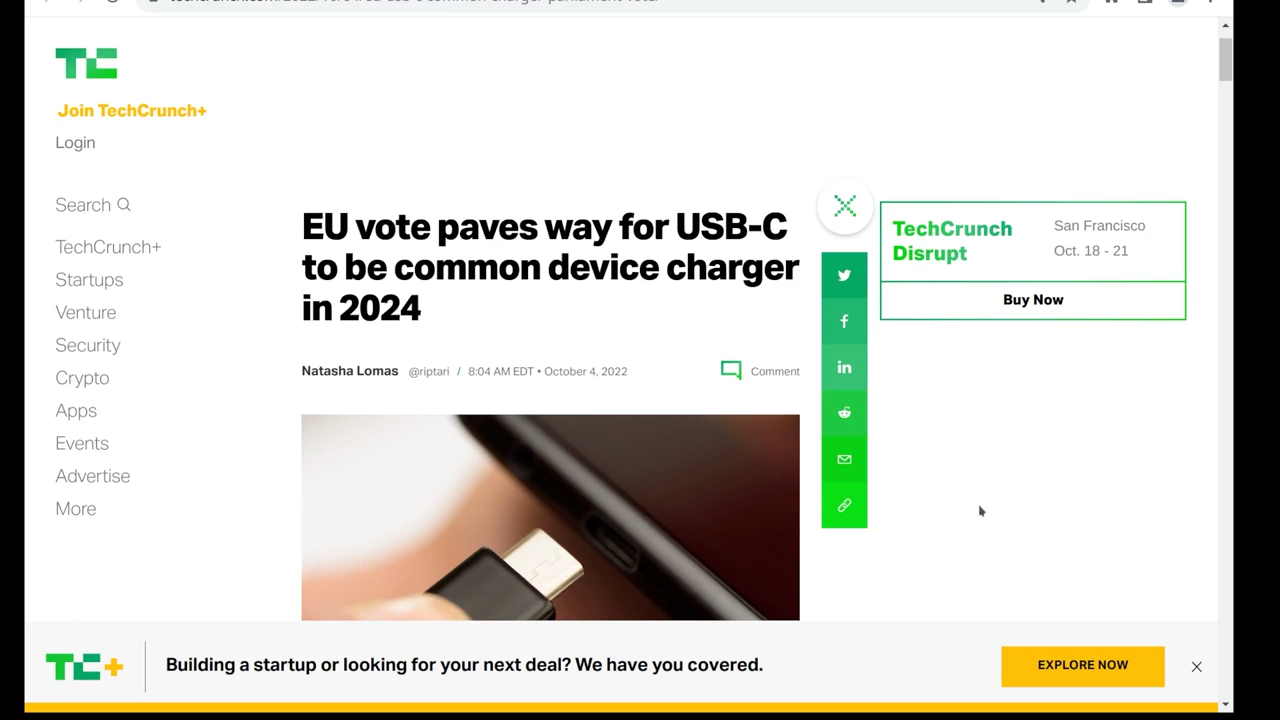 TC
Join TechCrunch+
Login
Search
TechCrunch+
Startups
Venture
Security
Crypto
Apps
Events
Advertise
More
EU vote paves way for USB-C
to be common device charger
in 2024
Natasha Lomas @riptari / 8:04 AM EDT • October 4, 2022
Comment
TechCrunch
Disrupt
San Francisco
Oct. 18 - 21
Buy Now
TC+
Building a startup or looking for your next deal? We have you covered.
EXPLORE NOW